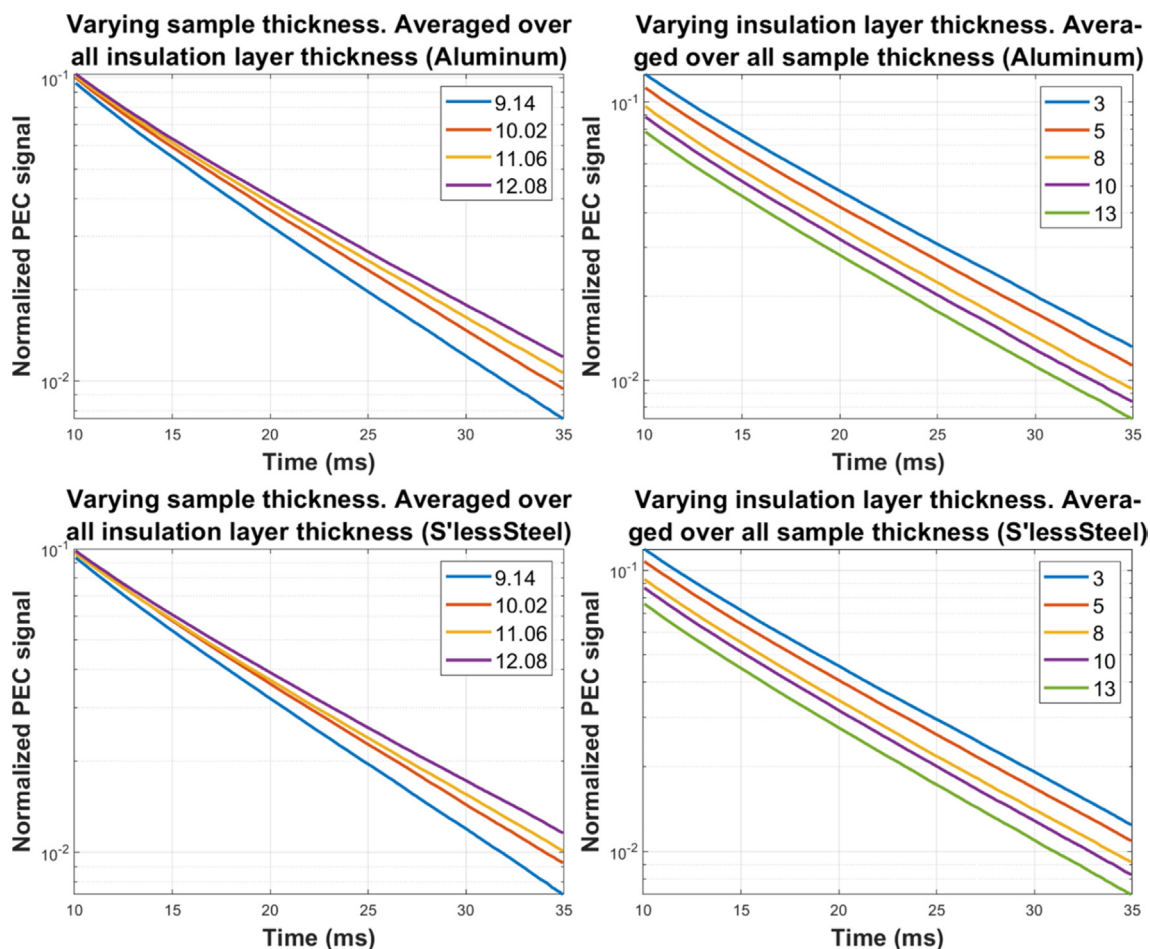 Varying sample thickness. Averaged over
all insulation layer thickness (Aluminum)
Normalized PEC signal
10^-1
10^-2
9.14
10.02
11.06
12.08
10 15 20 25 30 35
Time (ms)
Varying insulation layer thickness. Avera-
ged over all sample thickness (Aluminum)
Normalized PEC signal
10^-1
10^-2
3
5
8
10
13
10 15 20 25 30 35
Time (ms)
Varying sample thickness. Averaged over
all insulation layer thickness (S'lessSteel)
Normalized PEC signal
10^-1
10^-2
9.14
10.02
11.06
12.08
10 15 20 25 30 35
Time (ms)
Varying insulation layer thickness. Avera-
ged over all sample thickness (S'lessSteel)
Normalized PEC signal
10^-1
10^-2
3
5
8
10
13
10 15 20 25 30 35
Time (ms)